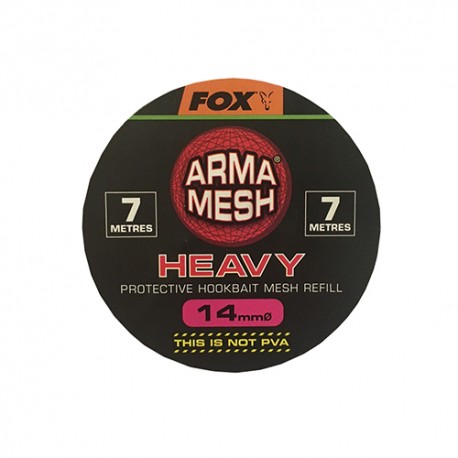 FOX
ARMA®
MESH
7
METRES
7
METRES
HEAVY
PROTECTIVE HOOKBAIT MESH REFILL
14mmø
THIS IS NOT PVA